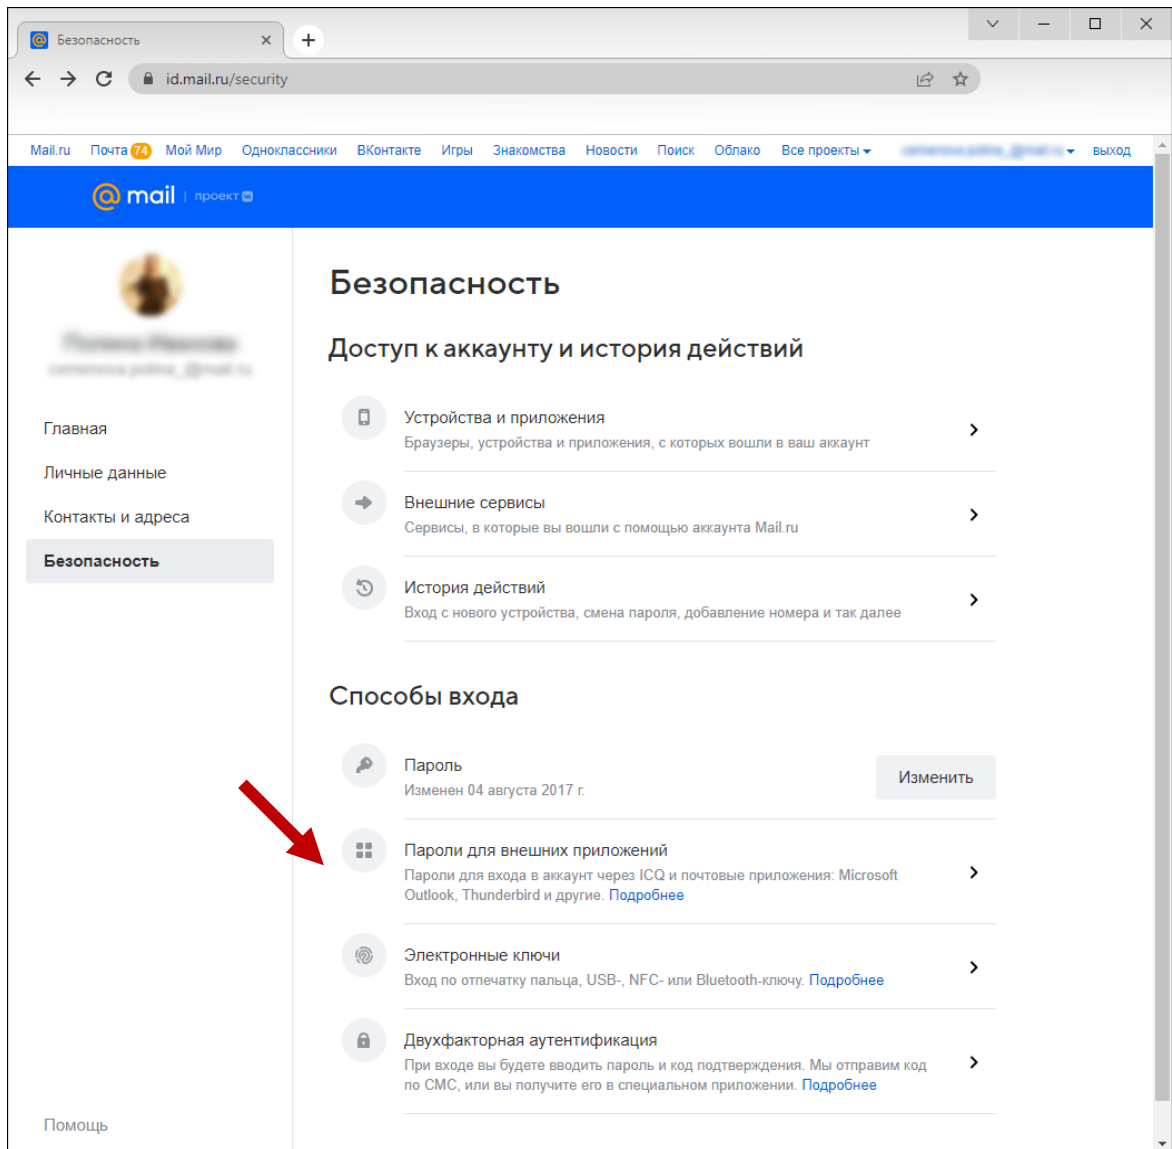 Безопасность
id.mail.ru/security
Mail.ru Почта 74 Мой Мир Одноклассники ВКонтакте Игры Знакомства Новости Поиск Облако Все проекты выход
@ mail | проект
Безопасность
Доступ к аккаунту и история действий
Главная
Личные данные
Контакты и адреса
Безопасность
Устройства и приложения
Браузеры, устройства и приложения, с которых вошли в ваш аккаунт
Внешние сервисы
Сервисы, в которые вы вошли с помощью аккаунта Mail.ru
История действий
Вход с нового устройства, смена пароля, добавление номера и так далее
Способы входа
Пароль
Изменен 04 августа 2017 г.
Изменить
Пароли для внешних приложений
Пароли для входа в аккаунт через ICQ и почтовые приложения: Microsoft
Outlook, Thunderbird и другие. Подробнее
Электронные ключи
Вход по отпечатку пальца, USB-, NFC- или Bluetooth-ключу. Подробнее
Двухфакторная аутентификация
При входе вы будете вводить пароль и код подтверждения. Мы отправим код
по СМС, или вы получите его в специальном приложении. Подробнее
Помощь